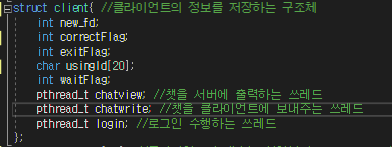 struct client{ //클라이언트의 정보를 저장하는 구조체
int new_fd;
int correctFlag;
int exitFlag;
char usingId[20];
int waitFlag;
pthread_t chatview; //챗을 서버에 출력하는 쓰레드
pthread_t chatwrite; //챗을 클라이언트에 보내주는 쓰레드
pthread_t login; //로그인 수행하는 쓰레드
};